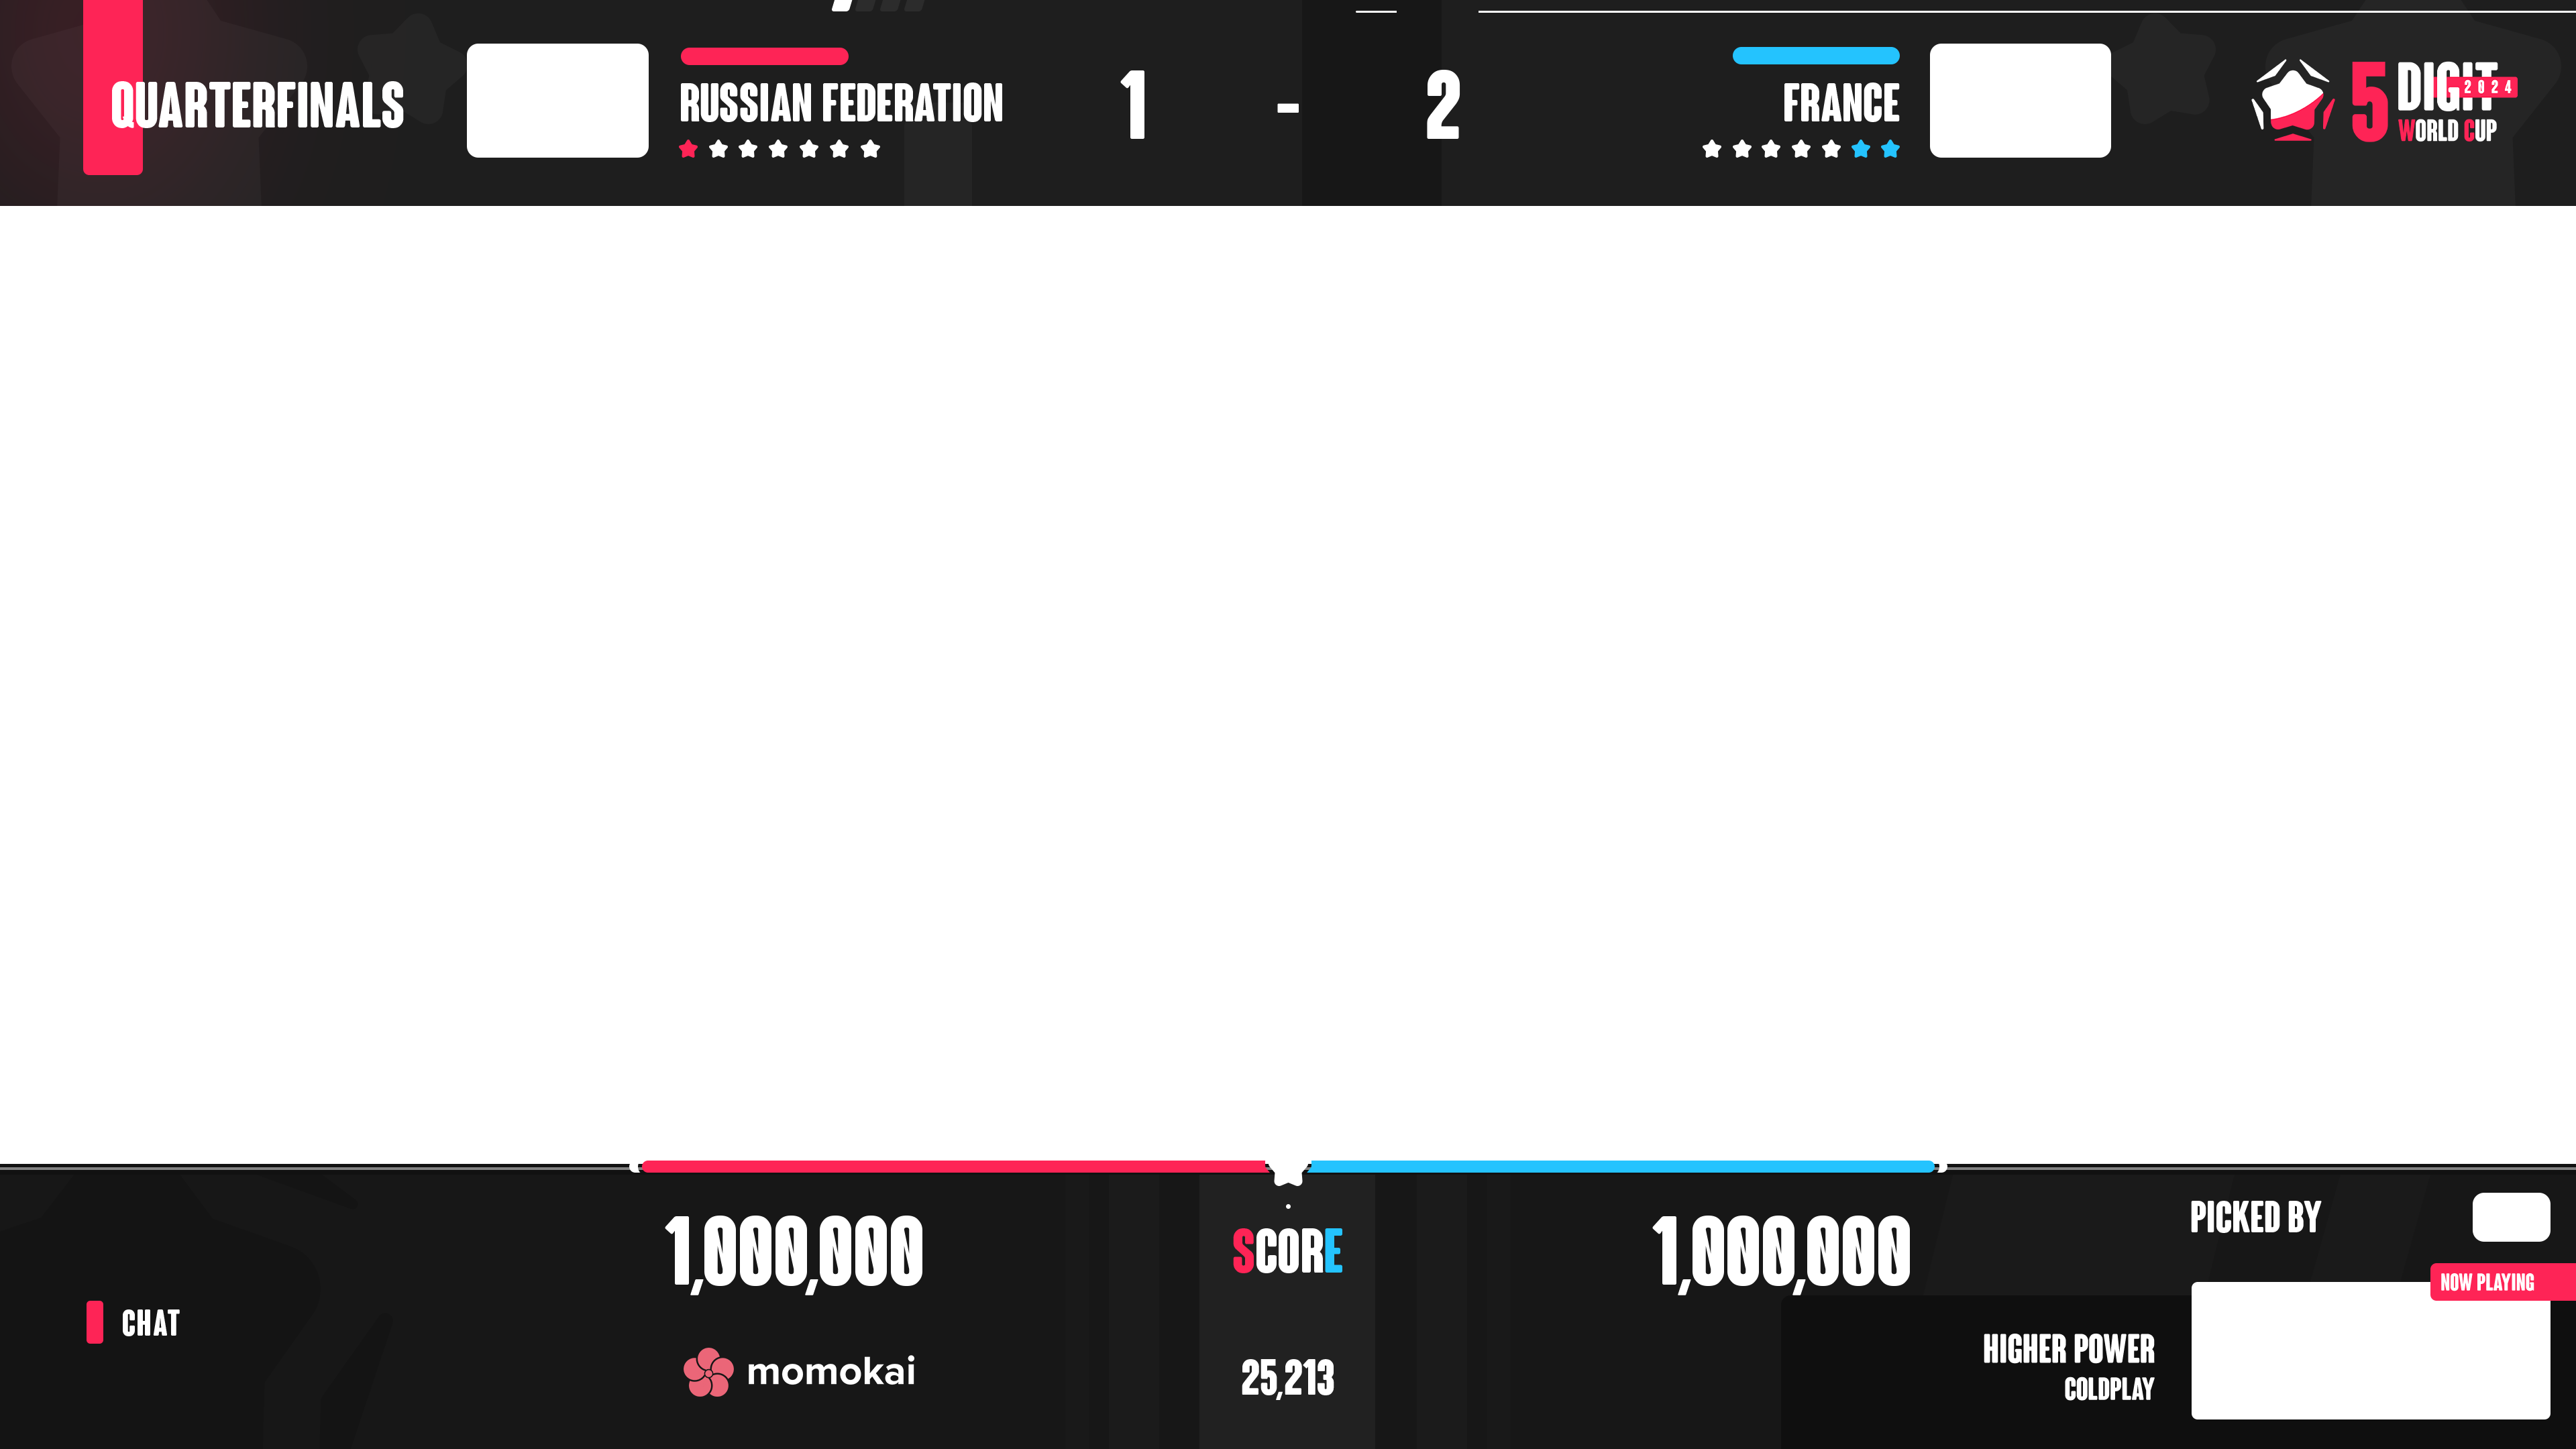 QUARTERFINALS
RUSSIAN FEDERATION
1 - 2
FRANCE
5 DIGIT
2024
WORLD CUP
1,000,000
SCORE
1,000,000
PICKED BY
NOW PLAYING
CHAT
momokai
25,213
HIGHER POWER
COLDPLAY